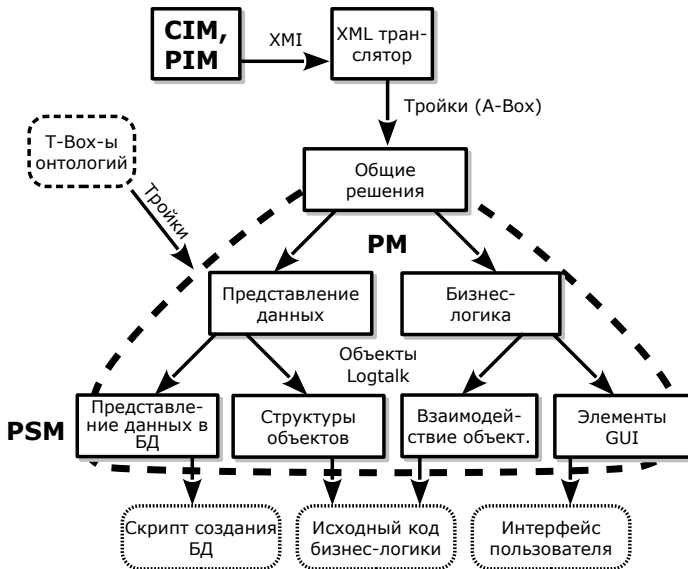 CIM,
PIM
XMI
XML тран-
слятор
Тройки (A-Box)
T-Box-ы
онтологий
Тройки
Общие
решения
PM
Представление
данных
Бизнес-
логика
Объекты
Logtalk
PSM
Представле-
ние данных в
БД
Структуры
объектов
Взаимодей-
ствие объект.
Элементы
GUI
Скрипт создания
БД
Исходный код
бизнес-логики
Интерфейс
пользователя